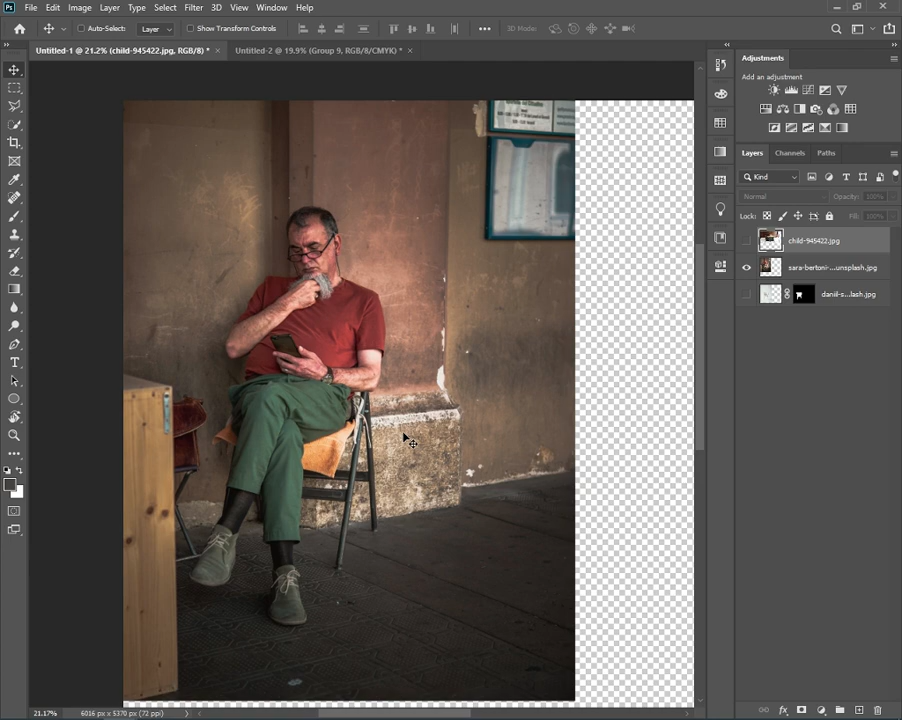 Ps File Edit Image Layer Type Select Filter 3D View Window Help
Auto-Select: Layer Show Transform Controls 3D Mode:
Untitled-1 @ 21.2% (child-945422.jpg, RGB/8) * × Untitled-2 @ 19.9% (Group 9, RGB/8/CMYK) * ×
Adjustments
Add an adjustment
Layers Channels Paths
Kind
Normal Opacity: 100%
Lock: Fill: 100%
child-945422.jpg
sara-bertoni-...unsplash.jpg
daniil-s...lash.jpg
T
21.17% 6016 px x 5370 px (72 ppi)
fx